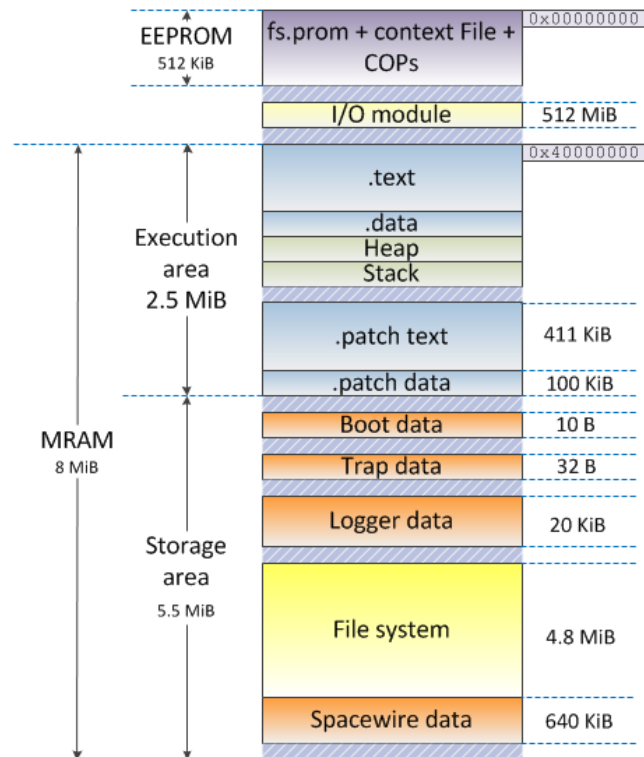 EEPROM
512 KiB
fs.prom + context File +
COPs
0x00000000
I/O module
512 MiB
0x40000000
MRAM
8 MiB
Execution
area
2.5 MiB
.text
.data
Heap
Stack
.patch text
411 KiB
.patch data
100 KiB
Storage
area
5.5 MiB
Boot data
10 B
Trap data
32 B
Logger data
20 KiB
File system
4.8 MiB
Spacewire data
640 KiB